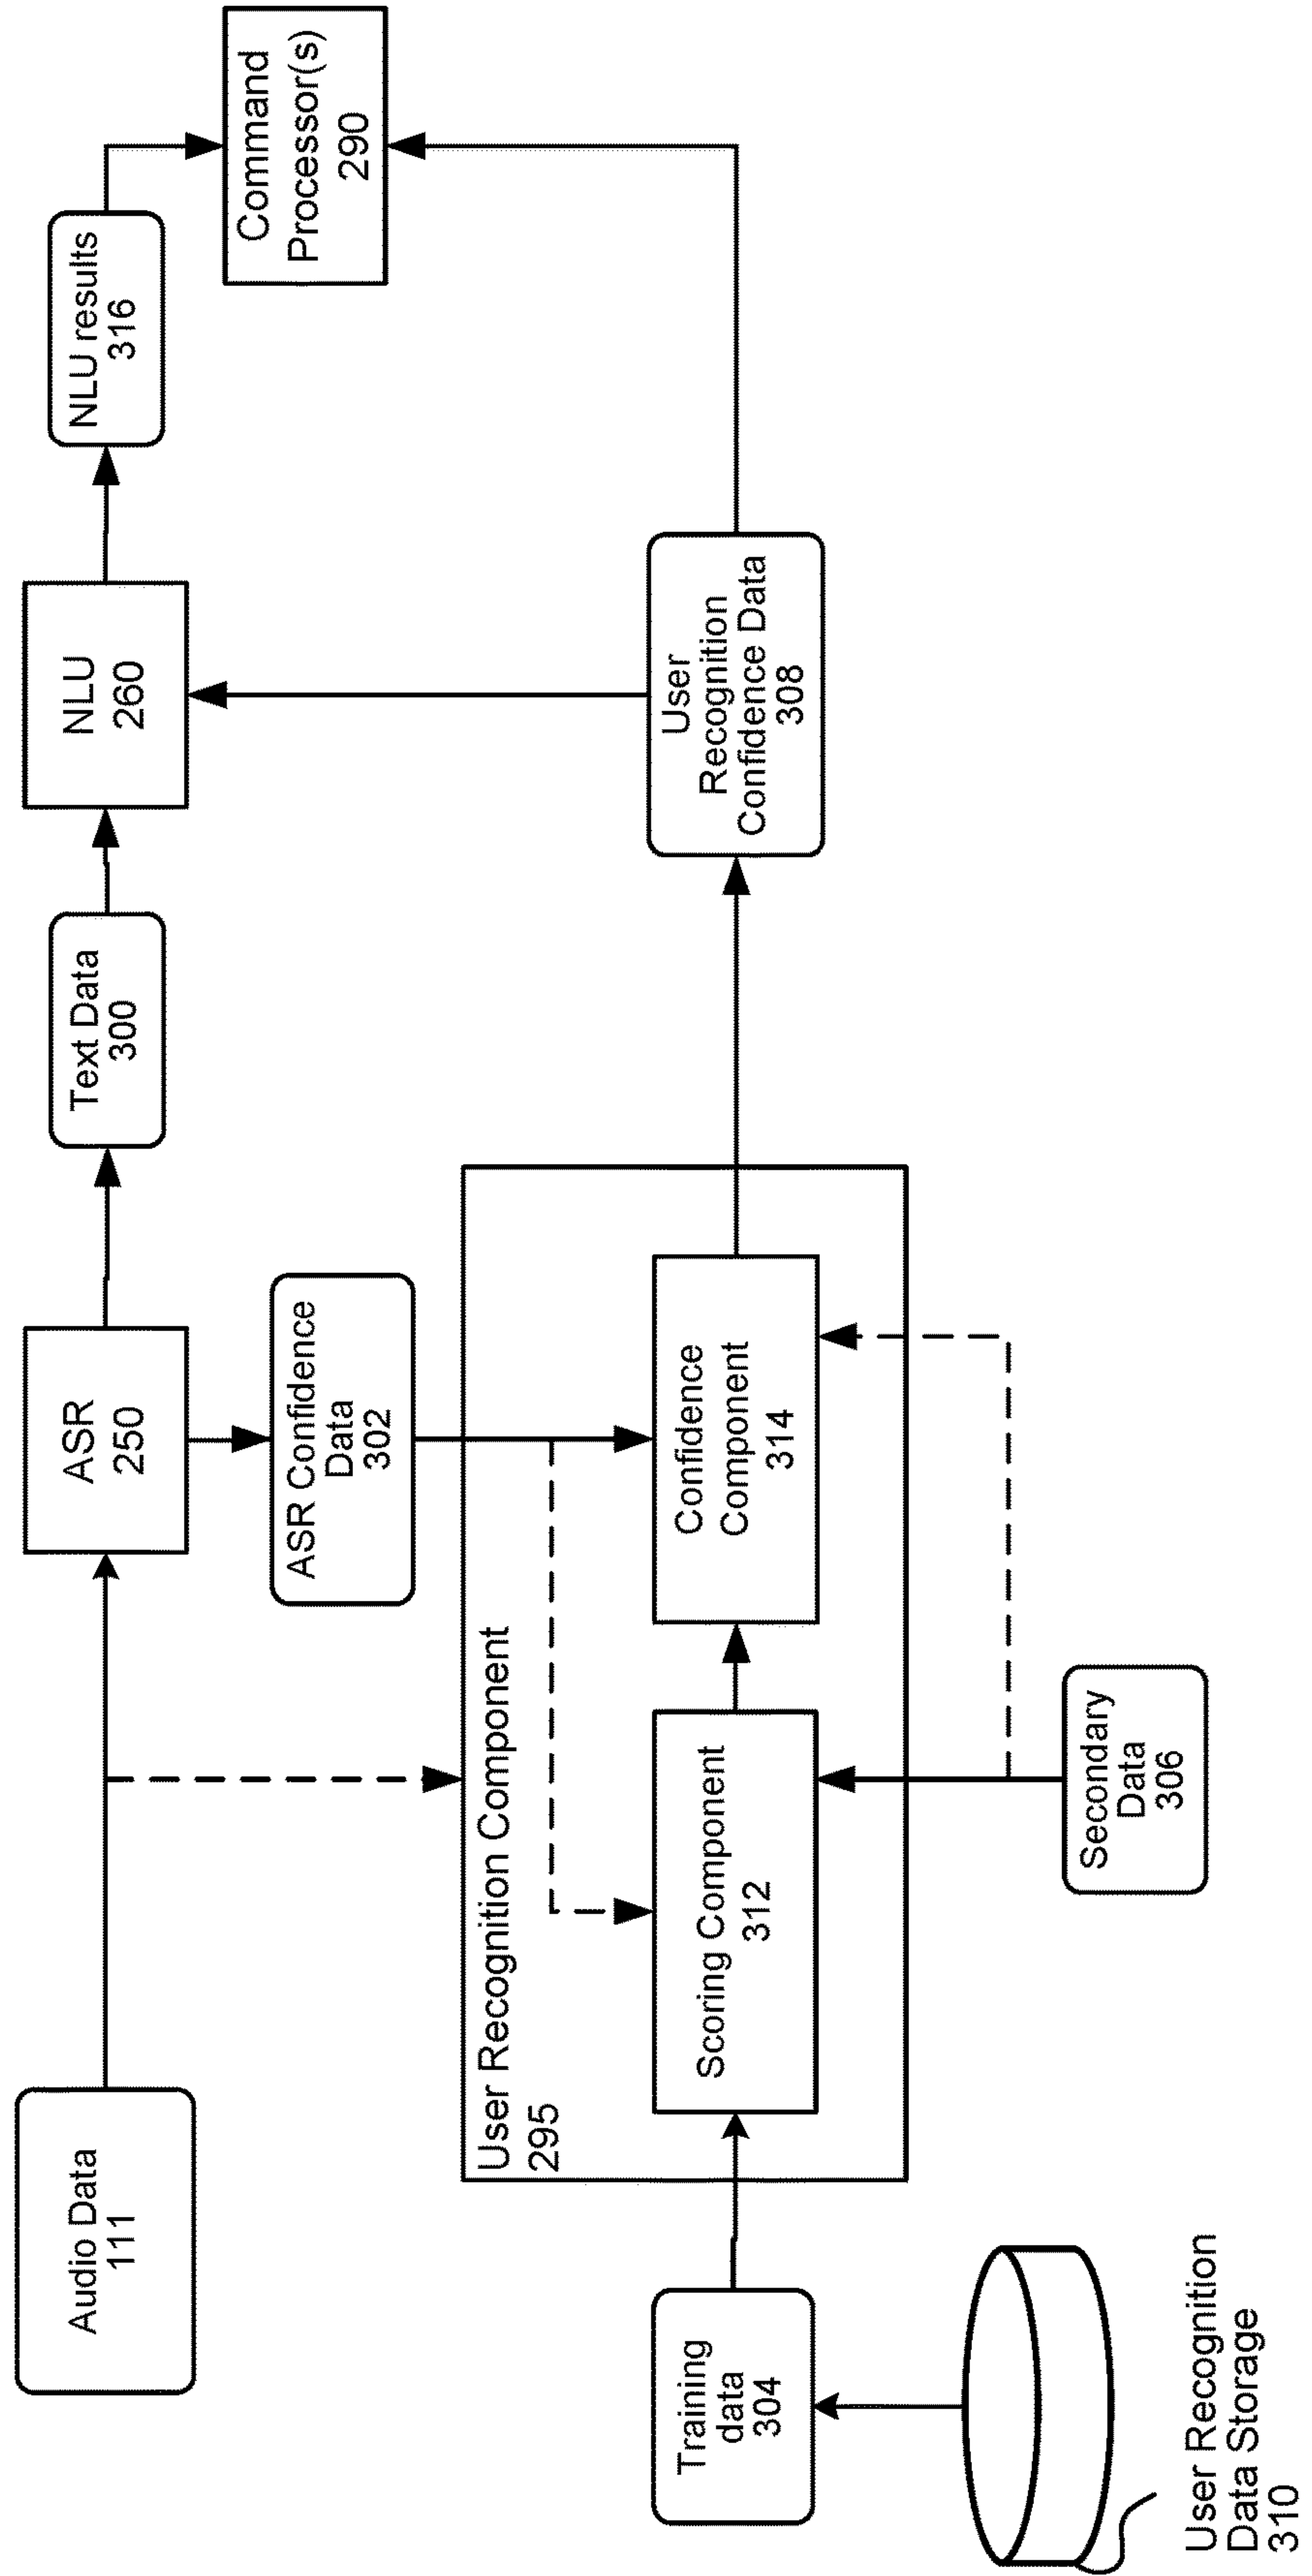 Audio Data
111
ASR
250
Text Data
300
NLU
260
NLU results
316
Command
Processor(s)
290
ASR Confidence
Data
302
User Recognition Component
295
Scoring Component
312
Confidence
Component
314
User
Recognition
Confidence Data
308
Training
data
304
Secondary
Data
306
User Recognition
Data Storage
310